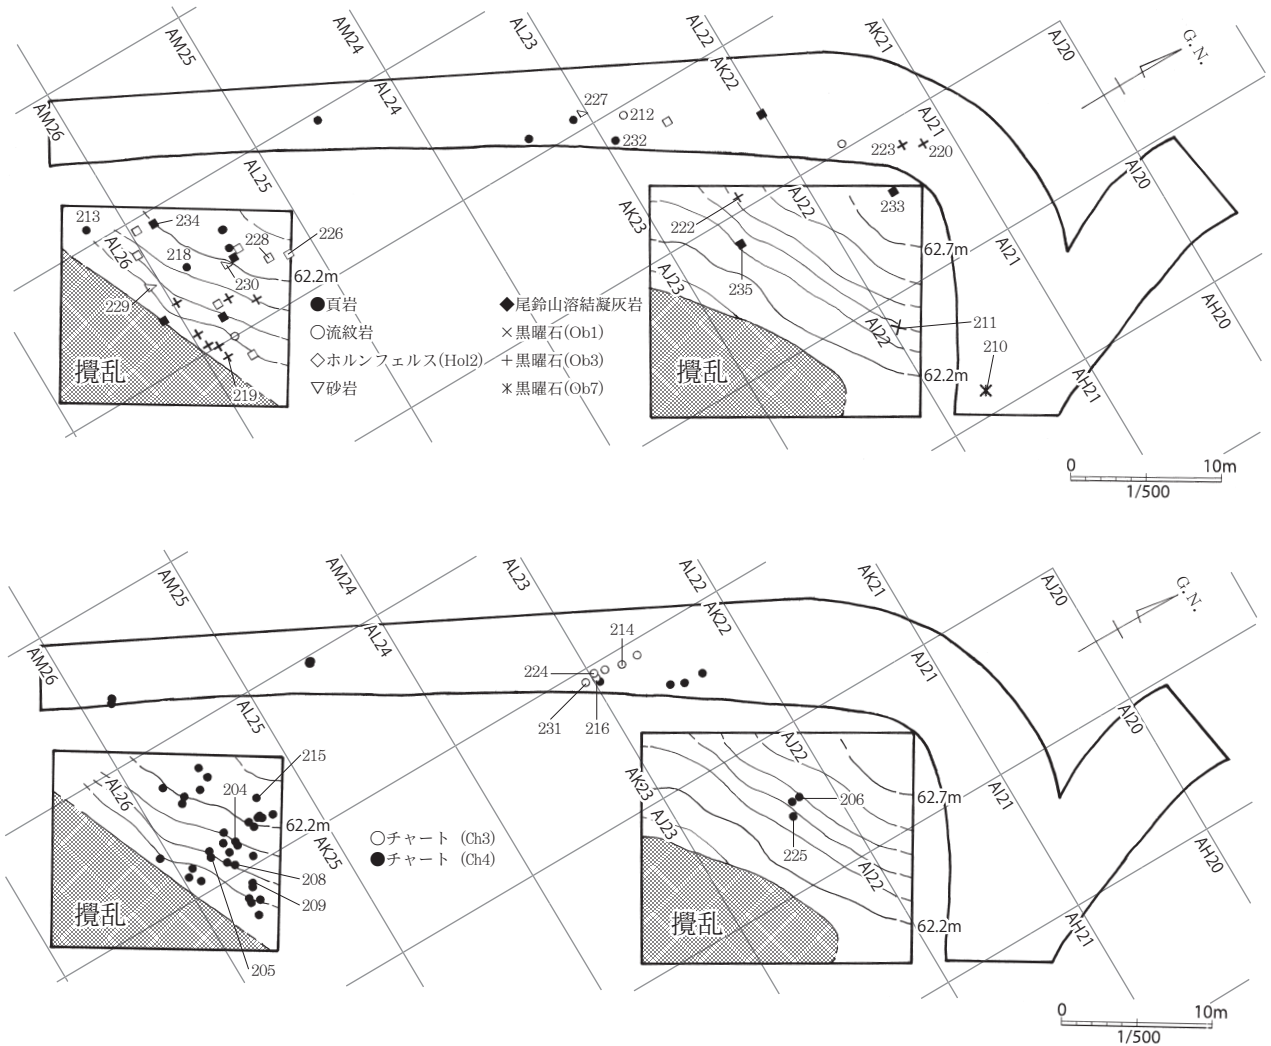 AM25
AM24
AL23
AL22
AK21
AJ20
G.N.
AM26
AL24
AK22
AJ21
AI20
227
212
232
223
220
AL25
213
234
228
226
218
AL26
230
62.2m
229
219
攪乱
●頁岩
○流紋岩
◇ホルンフェルス(Hol2)
▽砂岩
◆尾鈴山溶結凝灰岩
×黒曜石(Ob1)
+黒曜石(Ob3)
黒曜石(Ob7)
AK23
222
AJ22
233
62.7m
AI21
AJ23
235
AI22
211
210
62.2m
攪乱
AH20
AH21
0
10m
1/500
AM25
AM24
AL23
AL22
AK21
AJ20
G.N.
AM26
AL24
AK22
AJ21
AI20
214
224
231
216
AL25
215
204
AL26
62.2m
AK25
208
209
205
攪乱
○チャート (Ch3)
●チャート (Ch4)
AK23
AJ22
206
62.7m
AI21
AJ23
225
AI22
62.2m
攪乱
AH20
AH21
0
10m
1/500